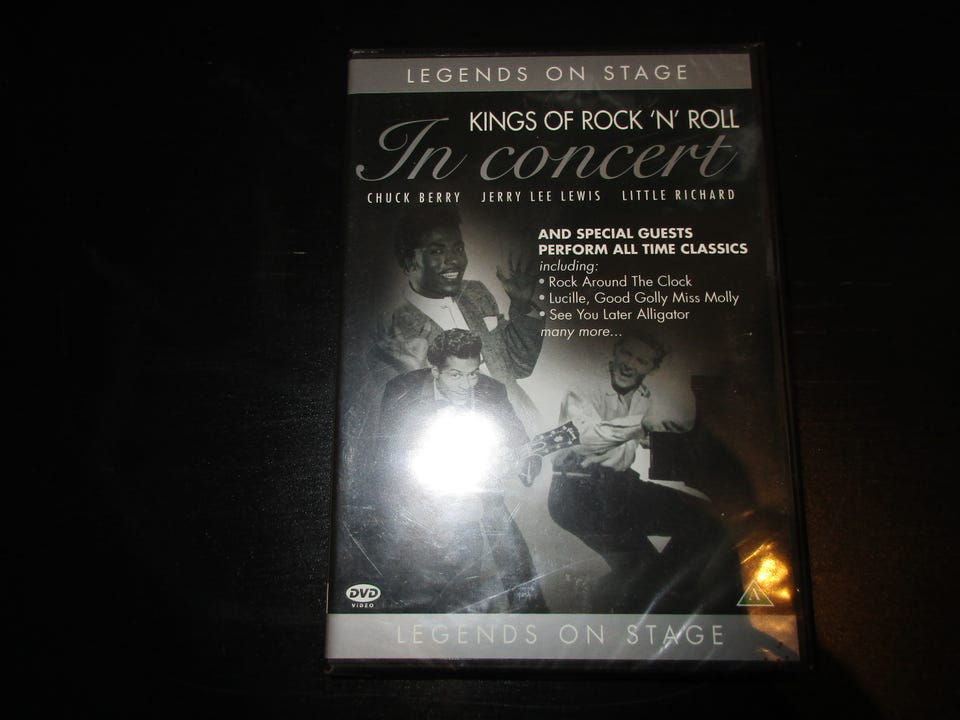 LEGENDS ON STAGE
KINGS OF ROCK 'N' ROLL
In concert
CHUCK BERRY JERRY LEE LEWIS LITTLE RICHARD
AND SPECIAL GUESTS
PERFORM ALL TIME CLASSICS
including:
• Rock Around The Clock
• Lucille, Good Golly Miss Molly
• See You Later Alligator
many more...
DVD
VIDEO
LEGENDS ON STAGE